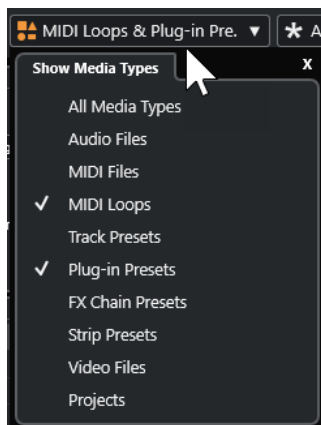 MIDI Loops & Plug-in Pre. ▼ A
Show Media Types x
All Media Types
Audio Files
MIDI Files
✓ MIDI Loops
Track Presets
✓ Plug-in Presets
FX Chain Presets
Strip Presets
Video Files
Projects